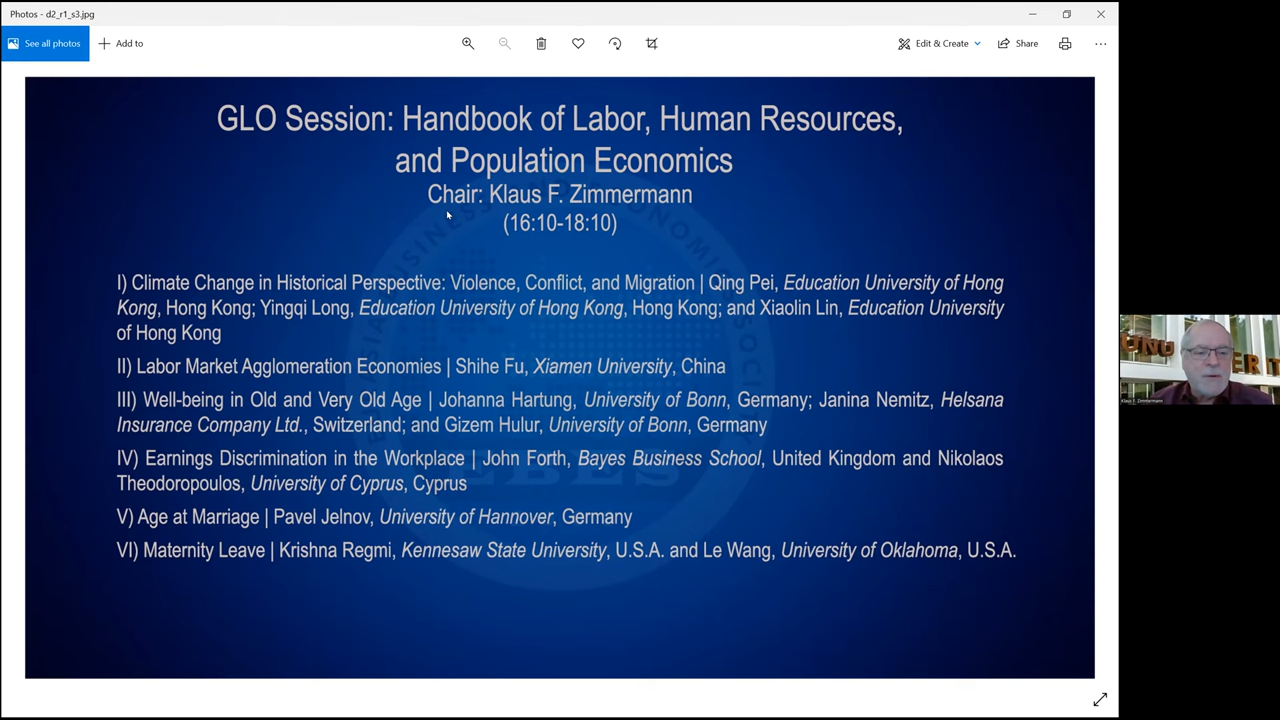 Photos - d2_r1_s3.jpg
See all photos
Add to
Edit & Create
Share
GLO Session: Handbook of Labor, Human Resources,
and Population Economics
Chair: Klaus F. Zimmermann
(16:10-18:10)
I) Climate Change in Historical Perspective: Violence, Conflict, and Migration | Qing Pei, Education University of Hong
Kong, Hong Kong; Yingqi Long, Education University of Hong Kong, Hong Kong; and Xiaolin Lin, Education University
of Hong Kong
II) Labor Market Agglomeration Economies | Shihe Fu, Xiamen University, China
III) Well-being in Old and Very Old Age | Johanna Hartung, University of Bonn, Germany; Janina Nemitz, Helsana
Insurance Company Ltd., Switzerland; and Gizem Hulur, University of Bonn, Germany
IV) Earnings Discrimination in the Workplace | John Forth, Bayes Business School, United Kingdom and Nikolaos
Theodoropoulos, University of Cyprus, Cyprus
V) Age at Marriage | Pavel Jelnov, University of Hannover, Germany
VI) Maternity Leave | Krishna Regmi, Kennesaw State University, U.S.A. and Le Wang, University of Oklahoma, U.S.A.
EBES
UNU
ERIT
Klaus F. Zimmermann